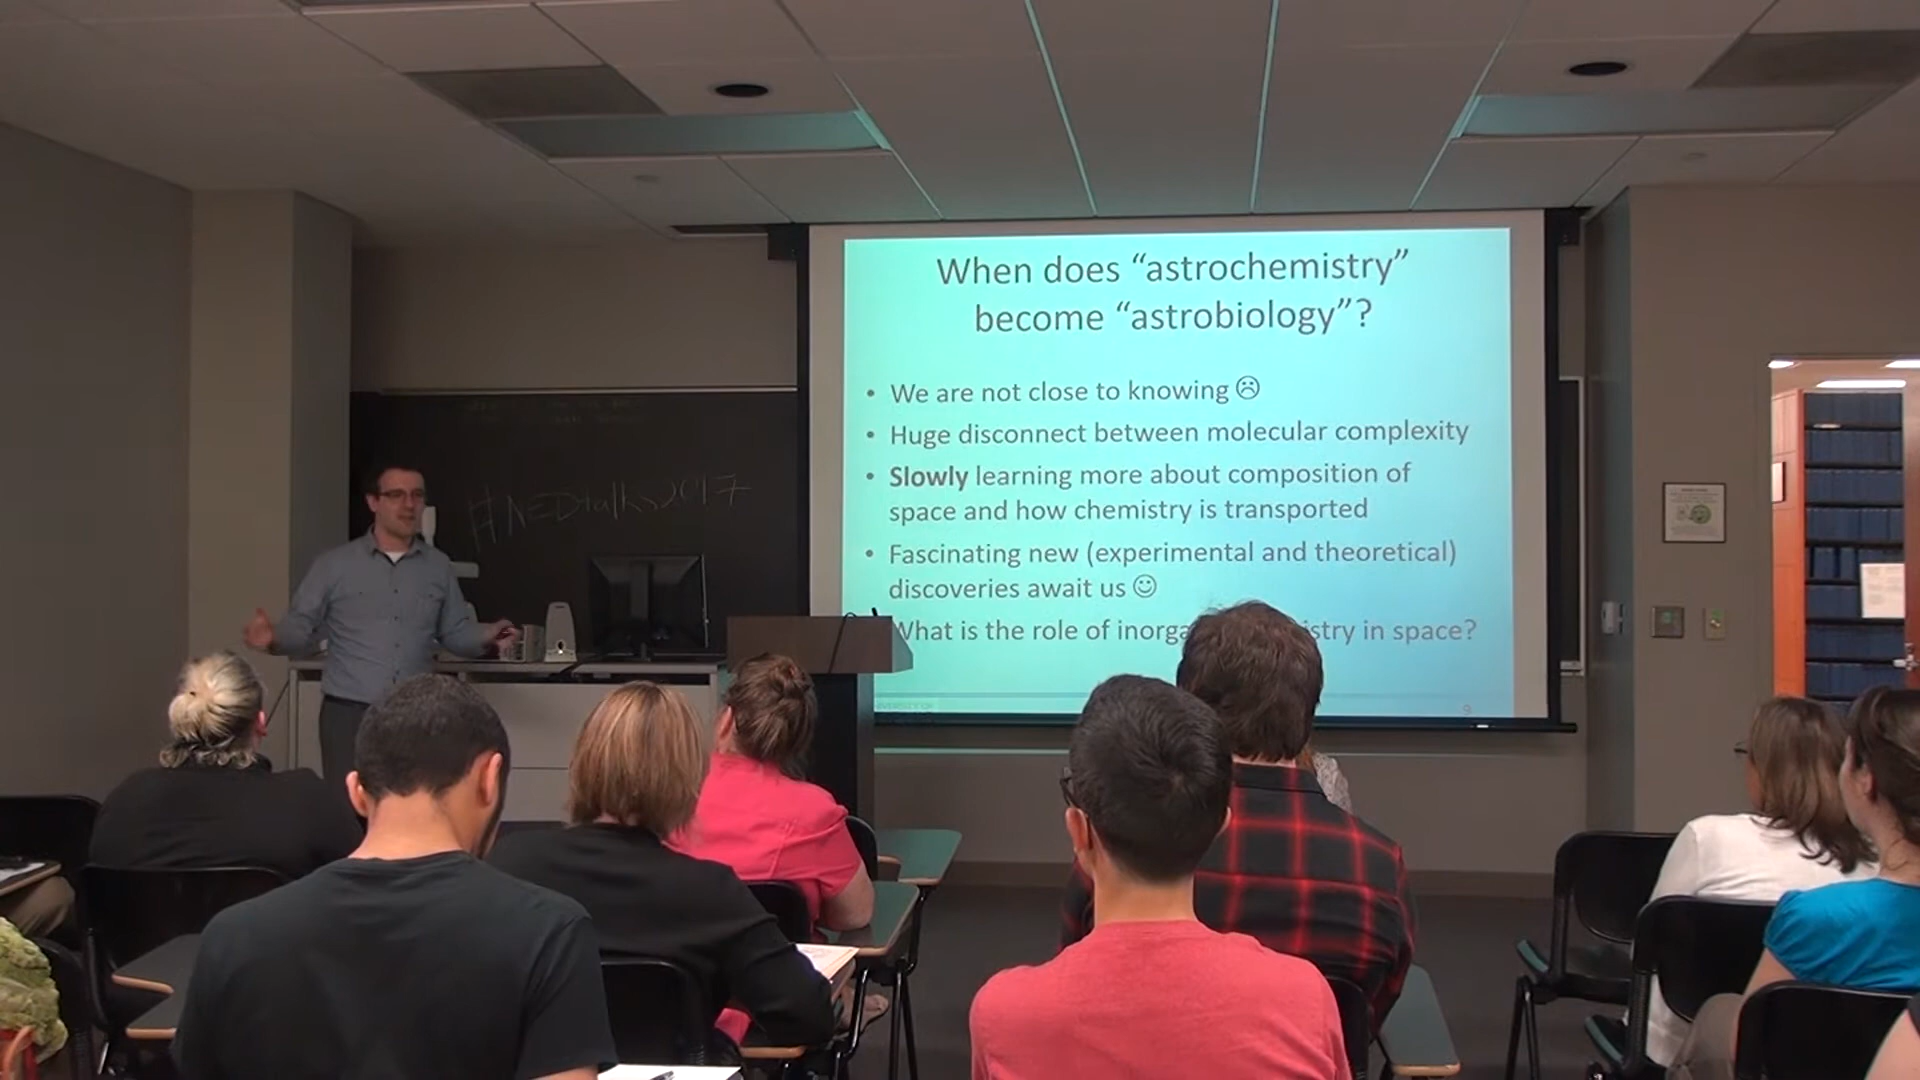 When does “astrochemistry”
become “astrobiology”?
• We are not close to knowing ☹
• Huge disconnect between molecular complexity
• Slowly learning more about composition of
space and how chemistry is transported
• Fascinating new (experimental and theoretical)
discoveries await us ☺
What is the role of inorga istry in space?
9
#NEDtalks2017